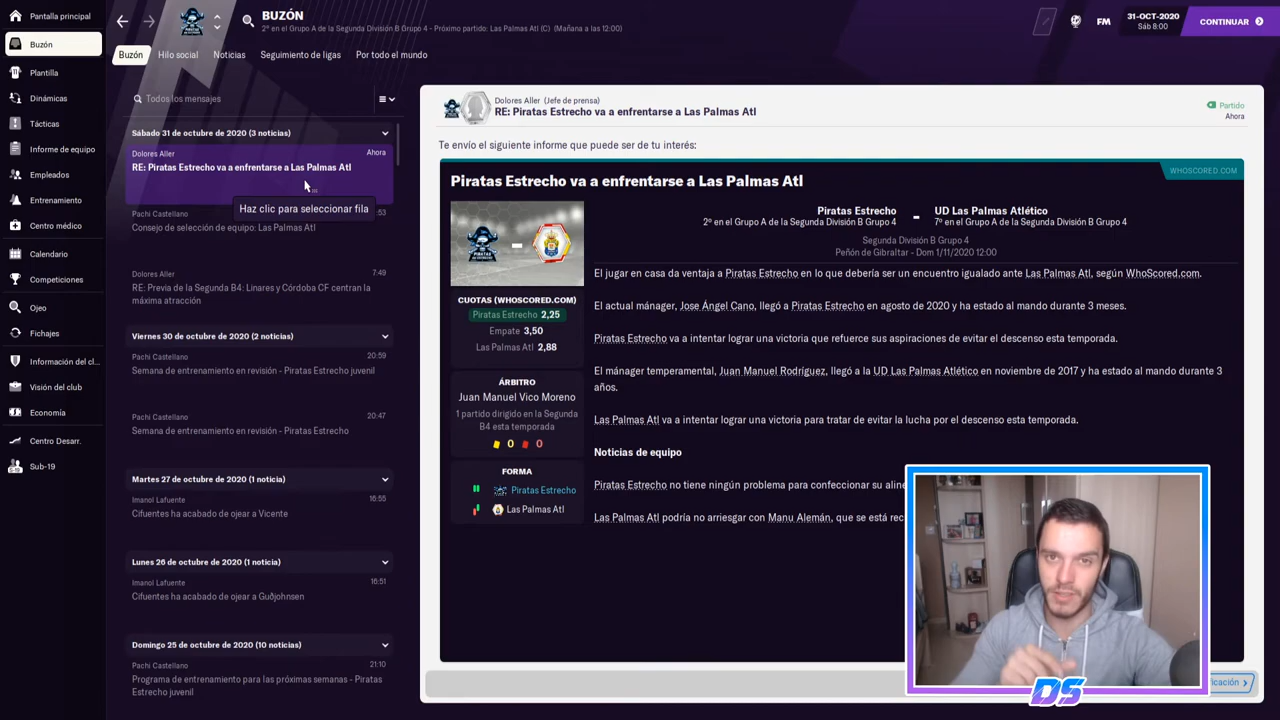 Pantalla principal
Buzón
Plantilla
Dinámicas
Tácticas
Informe de equipo
Empleados
Entrenamiento
Centro médico
Calendario
Competiciones
Ojeo
Fichajes
Información del cl...
Visión del club
Economía
Centro Desarr.
Sub-19
BUZÓN
2º en el Grupo A de la Segunda División B Grupo 4 - Próximo partido: Las Palmas Atl (C) (Mañana a las 12:00)
FM
31-OCT-2020
Sáb 8:00
CONTINUAR
Buzón
Hilo social
Noticias
Seguimiento de ligas
Por todo el mundo
Todos los mensajes
Sábado 31 de octubre de 2020 (3 noticias)
Dolores Aller
Ahora
RE: Piratas Estrecho va a enfrentarse a Las Palmas Atl
Haz clic para seleccionar fila
Pachi Castellano
:53
Consejo de selección de equipo: Las Palmas Atl
Dolores Aller
7:49
RE: Previa de la Segunda B4: Linares y Córdoba CF centran la
máxima atracción
Viernes 30 de octubre de 2020 (2 noticias)
Pachi Castellano
20:59
Semana de entrenamiento en revisión - Piratas Estrecho juvenil
Pachi Castellano
20:47
Semana de entrenamiento en revisión - Piratas Estrecho
Martes 27 de octubre de 2020 (1 noticia)
Imanol Lafuente
16:55
Cifuentes ha acabado de ojear a Vicente
Lunes 26 de octubre de 2020 (1 noticia)
Imanol Lafuente
16:51
Cifuentes ha acabado de ojear a Guðjohnsen
Domingo 25 de octubre de 2020 (10 noticias)
Pachi Castellano
21:10
Programa de entrenamiento para las próximas semanas - Piratas
Estrecho juvenil
Dolores Aller (Jefe de prensa)
RE: Piratas Estrecho va a enfrentarse a Las Palmas Atl
Partido
Ahora
Te envío el siguiente informe que puede ser de tu interés:
WHOSCORED.COM
Piratas Estrecho va a enfrentarse a Las Palmas Atl
Piratas Estrecho - UD Las Palmas Atlético
2º en el Grupo A de la Segunda División B Grupo 4
7º en el Grupo A de la Segunda División B Grupo 4
Segunda División B Grupo 4
Peñón de Gibraltar - Dom 1/11/2020 12:00
CUOTAS (WHOSCORED.COM)
Piratas Estrecho 2,25
Empate 3,50
Las Palmas Atl 2,88
ÁRBITRO
Juan Manuel Vico Moreno
1 partido dirigido en la Segunda
B4 esta temporada
0 0
FORMA
Piratas Estrecho
Las Palmas Atl
El jugar en casa da ventaja a Piratas Estrecho en lo que debería ser un encuentro igualado ante Las Palmas Atl, según WhoScored.com.
El actual mánager, Jose Ángel Cano, llegó a Piratas Estrecho en agosto de 2020 y ha estado al mando durante 3 meses.
Piratas Estrecho va a intentar lograr una victoria que refuerce sus aspiraciones de evitar el descenso esta temporada.
El mánager temperamental, Juan Manuel Rodríguez, llegó a la UD Las Palmas Atlético en noviembre de 2017 y ha estado al mando durante 3
años.
Las Palmas Atl va a intentar lograr una victoria para tratar de evitar la lucha por el descenso esta temporada.
Noticias de equipo
Piratas Estrecho no tiene ningún problema para confeccionar su aline
Las Palmas Atl podría no arriesgar con Manu Alemán, que se está rec
icación
DS